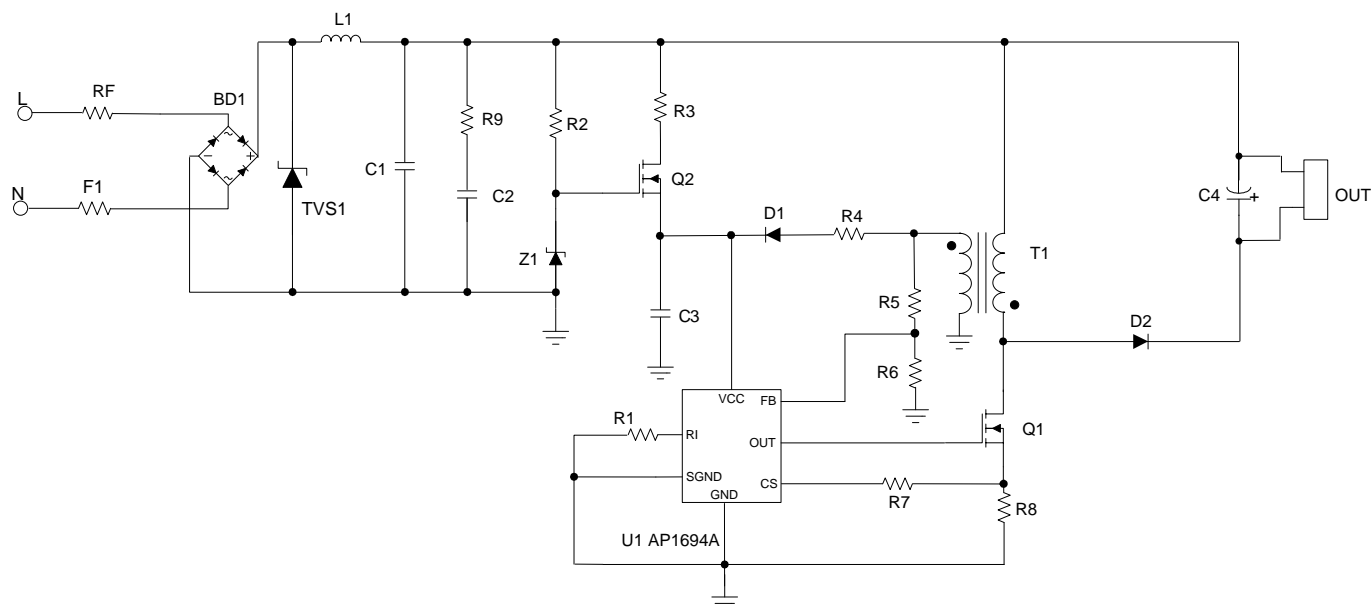 L1
RF
L
BD1
~
-
+
~
R9
R2
R3
C1
C2
Q2
F1
N
TVS1
Z1
D1
R4
C4
+
OUT
T1
R5
C3
D2
R6
VCC
FB
R1
RI
OUT
Q1
SGND
CS
GND
R7
R8
U1 AP1694A